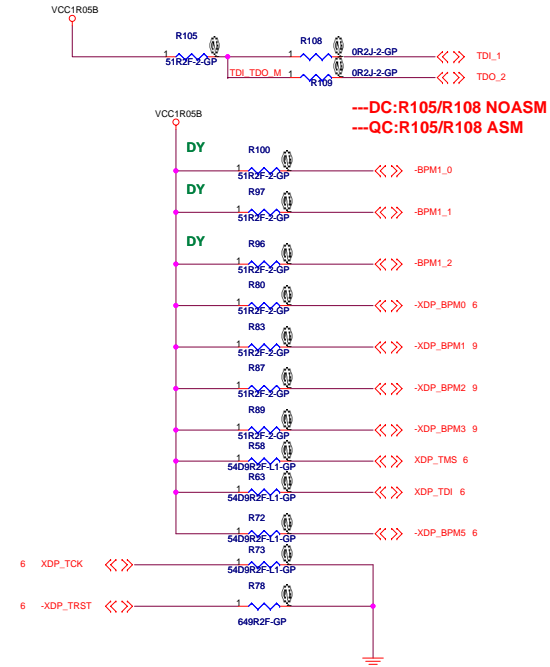 VCC1R05B
R105
1
51R2F-2-GP
TDI_TDO_M
R108
1
0R2J-2-GP
TDI_1
1
R109
0R2J-2-GP
TDO_2
---DC:R105/R108 NOASM
---QC:R105/R108 ASM
VCC1R05B
DY
R100
1
51R2F-2-GP
-BPM1_0
DY
R97
1
51R2F-2-GP
-BPM1_1
DY
R96
1
51R2F-2-GP
-BPM1_2
R80
1
51R2F-2-GP
-XDP_BPM0 6
R83
1
51R2F-2-GP
-XDP_BPM1 9
R87
1
51R2F-2-GP
-XDP_BPM2 9
R89
1
51R2F-2-GP
-XDP_BPM3 9
R58
1
54D9R2F-L1-GP
XDP_TMS 6
R63
1
54D9R2F-L1-GP
XDP_TDI 6
R72
1
54D9R2F-L1-GP
-XDP_BPM5 6
6 XDP_TCK
R73
1
54D9R2F-L1-GP
6 -XDP_TRST
R78
1
649R2F-GP